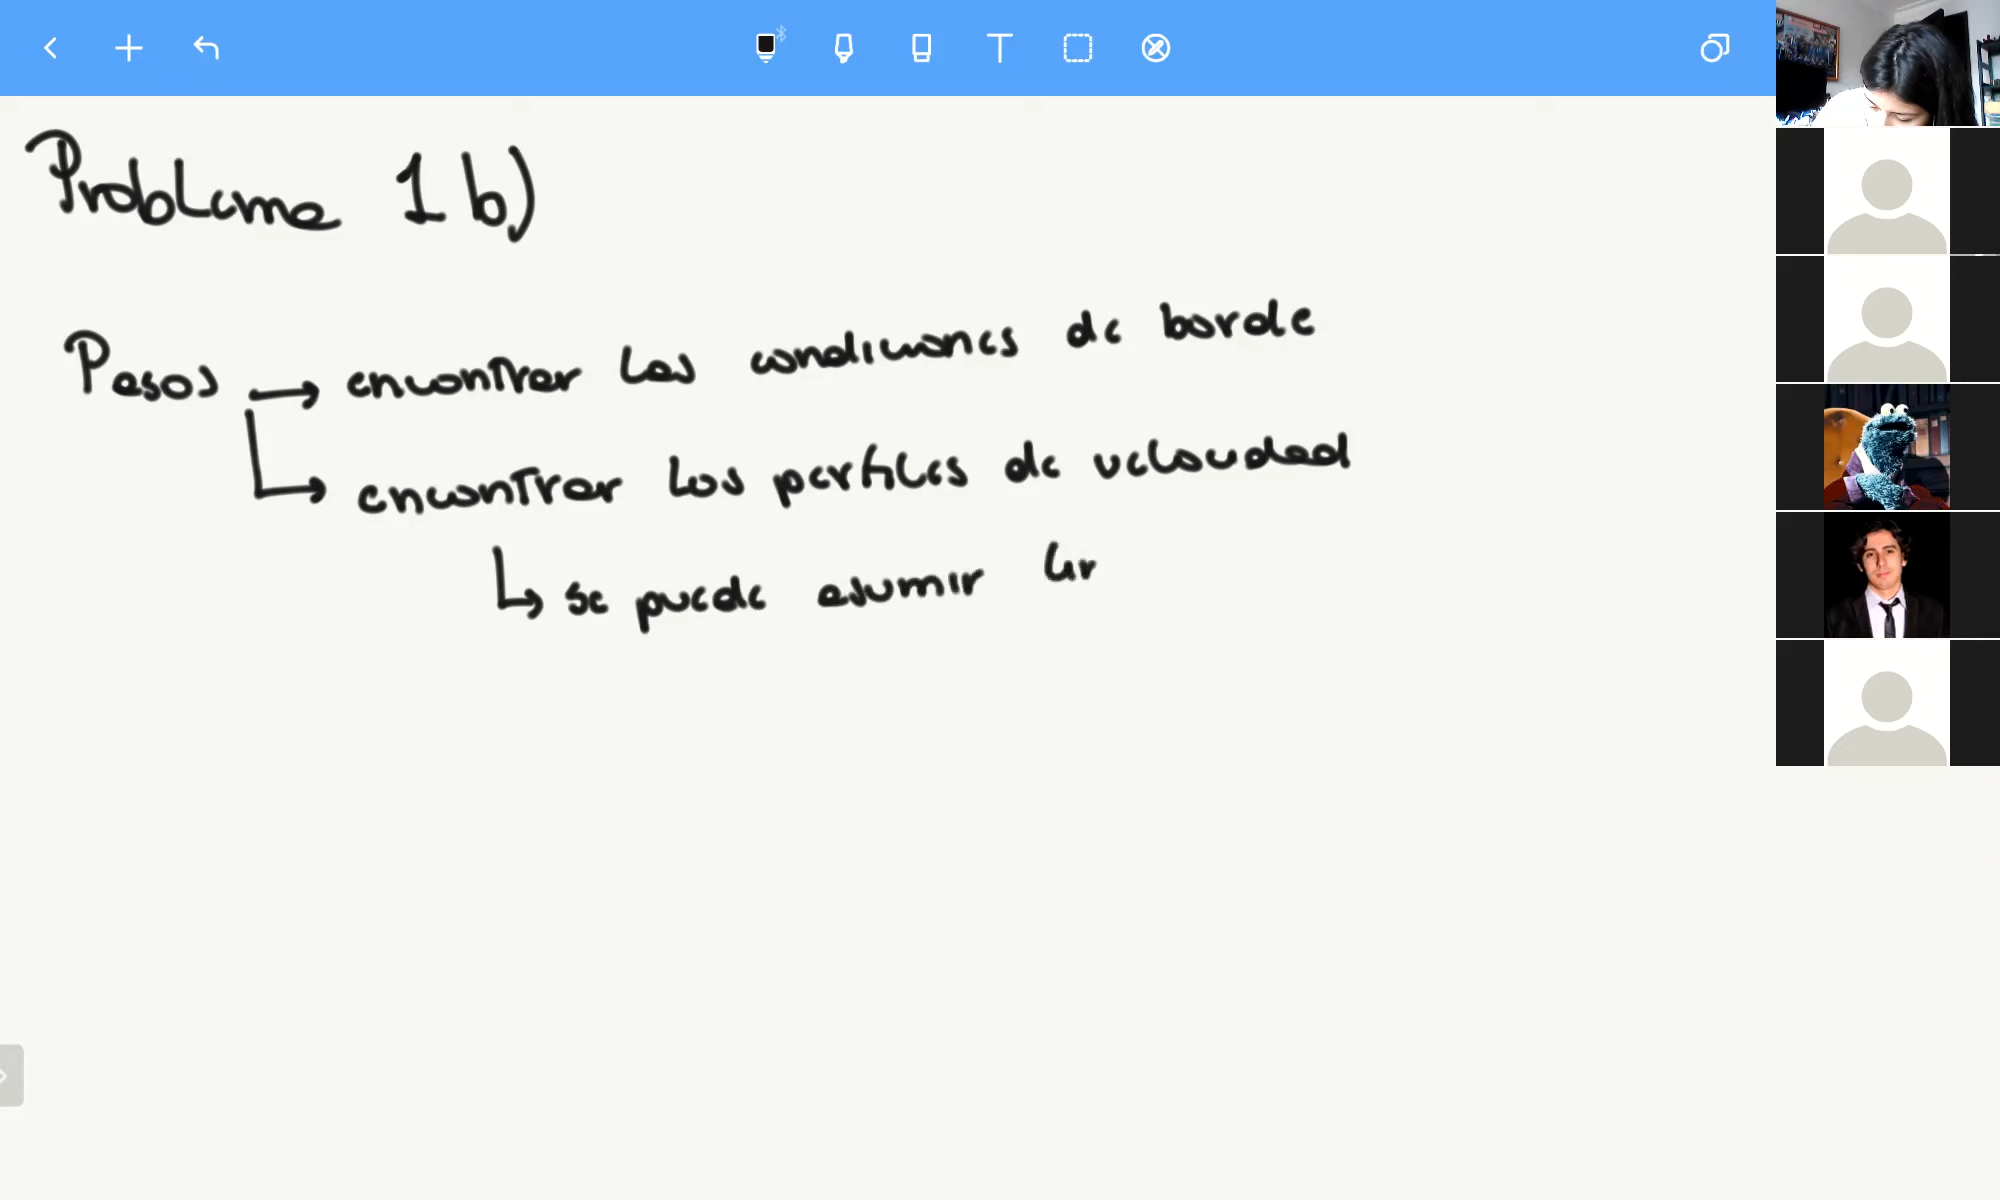 Problema 1 b)
Pasos → encontrar las condiciones de borde
↳ encontrar los perfiles de velocidad
↳ se puede asumir